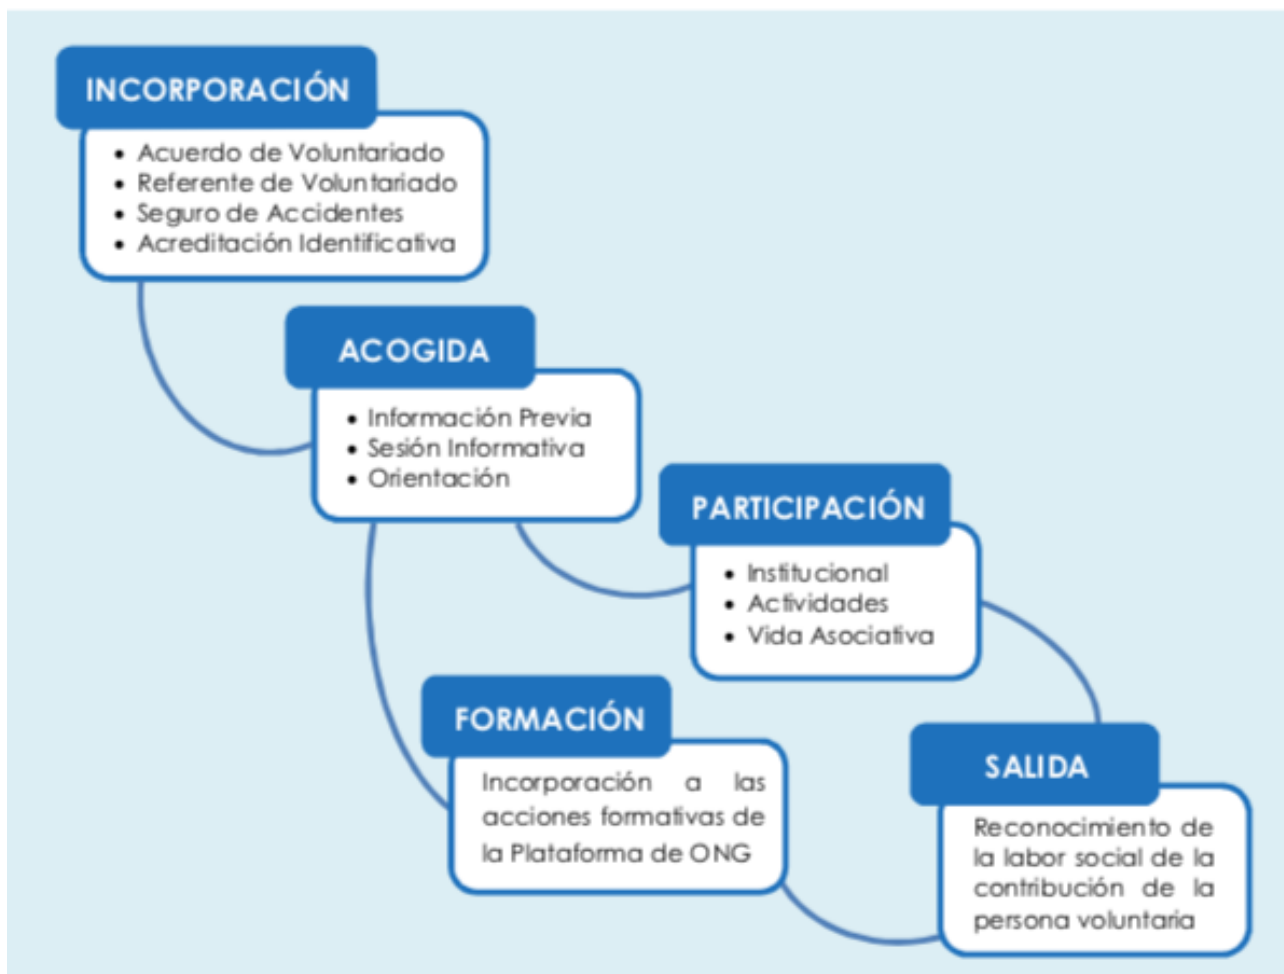 INCORPORACIÓN
• Acuerdo de Voluntariado
• Referente de Voluntariado
• Seguro de Accidentes
• Acreditación Identificativa
ACOGIDA
• Información Previa
• Sesión Informativa
• Orientación
PARTICIPACIÓN
• Institucional
• Actividades
• Vida Asociativa
FORMACIÓN
Incorporación a las
acciones formativas de
la Plataforma de ONG
SALIDA
Reconocimiento de
la labor social de la
contribución de la
persona voluntaria